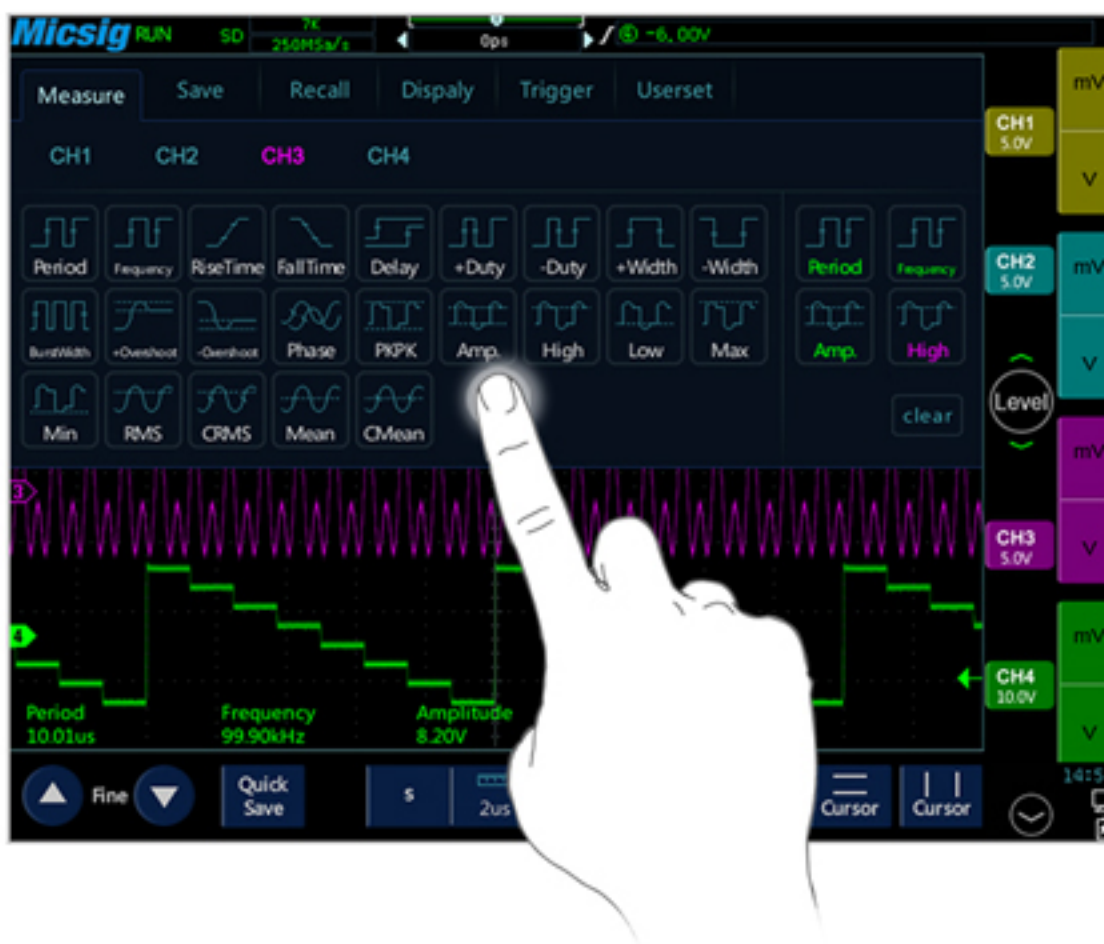 Micsig RUN SD 7K 250MSa/s 0ps -6.00V
Measure Save Recall Dispaly Trigger Userset
CH1 CH2 CH3 CH4
Period Frequency RiseTime FallTime Delay +Duty -Duty +Width -Width Period Frequency
BurstWidth +Overshoot -Overshoot Phase PKPK Amp. High Low Max Amp. High
Min RMS CRMS Mean CMean clear
3
4
Period Frequency Amplitude
10.01us 99.90kHz 8.20V
Fine Quick Save s 2us Cursor Cursor
CH1
5.0V
mV
V
CH2
5.0V
mV
V
Level
CH3
5.0V
mV
V
CH4
10.0V
mV
V